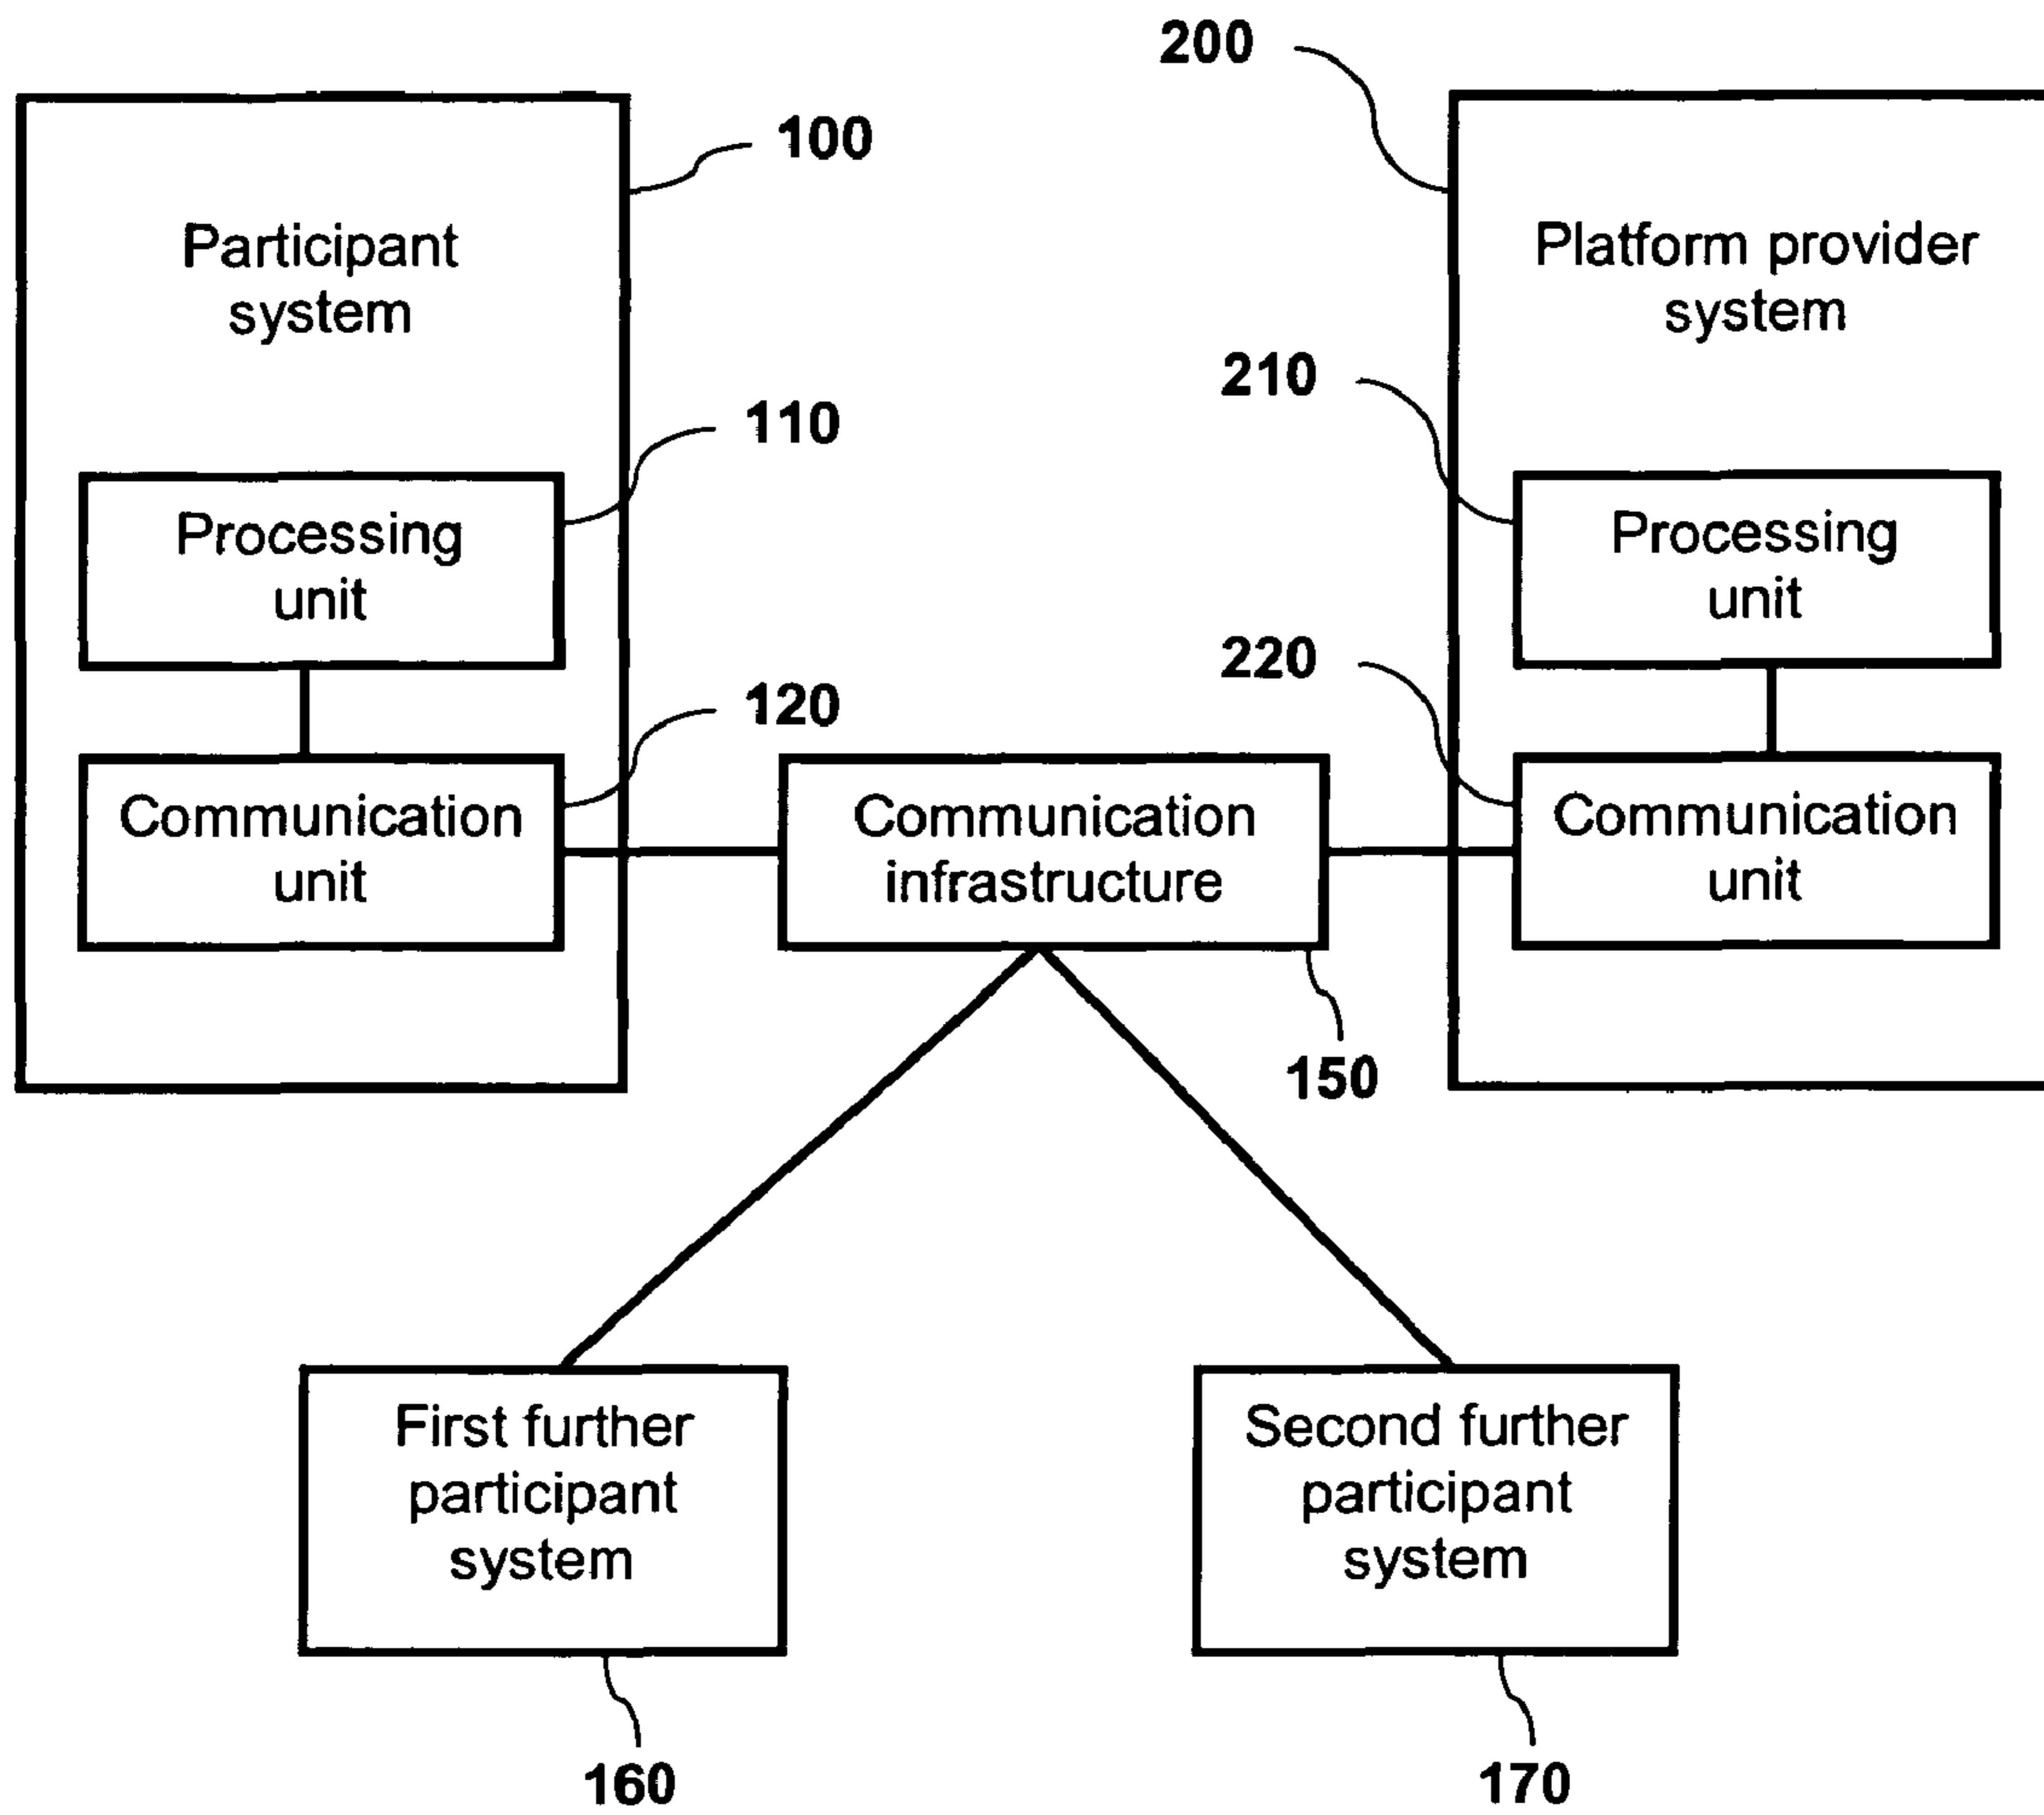 200
100
Participant
system
Platform provider
system
210
110
Processing
unit
Processing
unit
220
120
Communication
unit
Communication
infrastructure
Communication
unit
150
First further
participant
system
Second further
participant
system
160
170